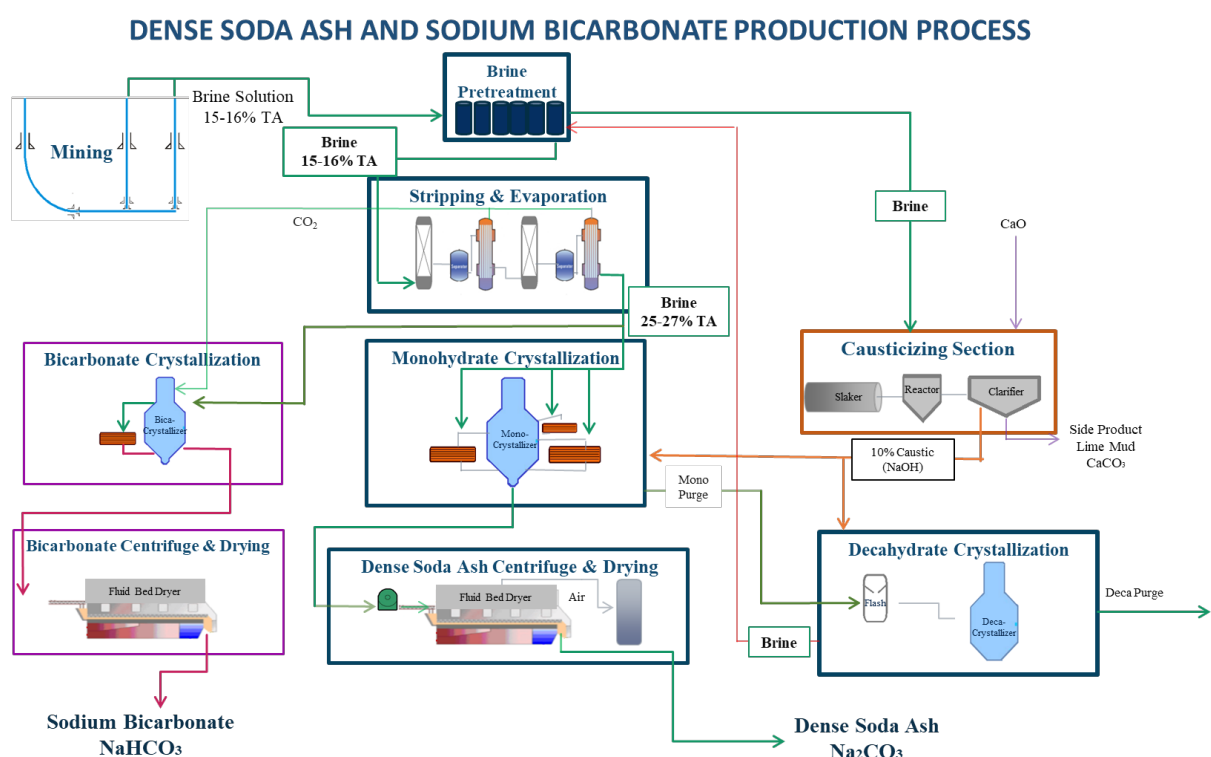 DENSE SODA ASH AND SODIUM BICARBONATE PRODUCTION PROCESS
Brine
Pretreatment
Brine Solution
15-16% TA
Mining
Brine
15-16% TA
Stripping & Evaporation
CO₂
Separator
Separator
Brine
CaO
Brine
25-27% TA
Bicarbonate Crystallization
Bica-
Crystallizer
Monohydrate Crystallization
Mono-
Crystallizer
Causticizing Section
Slaker
Reactor
Clarifier
Side Product
Lime Mud
CaCO₃
10% Caustic
(NaOH)
Mono
Purge
Bicarbonate Centrifuge & Drying
Fluid Bed Dryer
Dense Soda Ash Centrifuge & Drying
Fluid Bed Dryer
Air
Decahydrate Crystallization
Flash
Deca-
Crystallizer
Deca Purge
Brine
Sodium Bicarbonate
NaHCO₃
Dense Soda Ash
Na₂CO₃